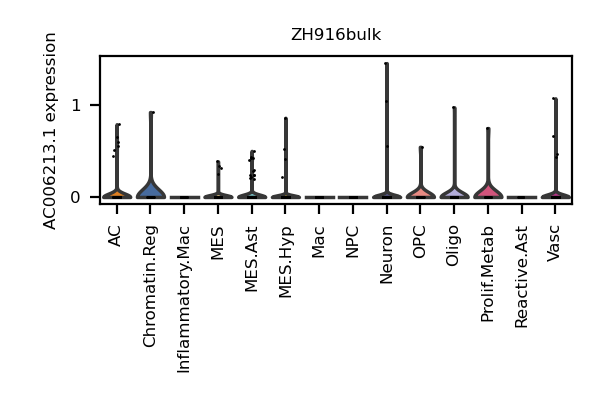 ZH916bulk
AC006213.1 expression
1
0
AC
Chromatin.Reg
Inflammatory.Mac
MES
MES.Ast
MES.Hyp
Mac
NPC
Neuron
OPC
Oligo
Prolif.Metab
Reactive.Ast
Vasc